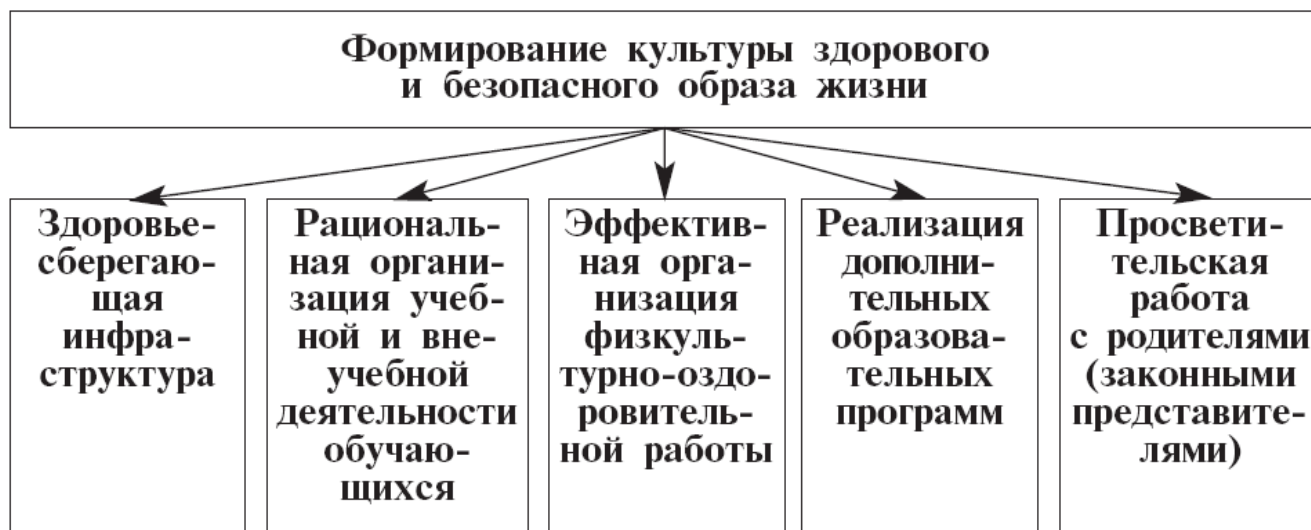 Формирование культуры здорового
и безопасного образа жизни
Здоровье-
сберегаю-
щая
инфра-
структура
Рациональ-
ная органи-
зация учеб-
ной и вне-
учебной
деятельности
обучаю-
щихся
Эффектив-
ная орга-
низация
физкуль-
турно-оздо-
ровитель-
ной работы
Реализация
дополни-
тельных
образова-
тельных
программ
Просвети-
тельская
работа
с родителями
(законными
представите-
лями)